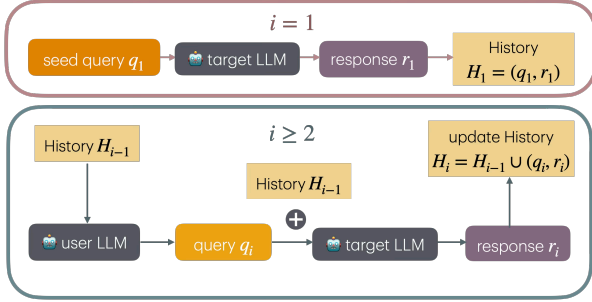 i = 1
seed query q₁
target LLM
response r₁
History
H₁ = (q₁, r₁)
i ≥ 2
History Hᵢ₋₁
update History
Hᵢ = Hᵢ₋₁ ∪ (qᵢ, rᵢ)
History Hᵢ₋₁
user LLM
query qᵢ
target LLM
response rᵢ